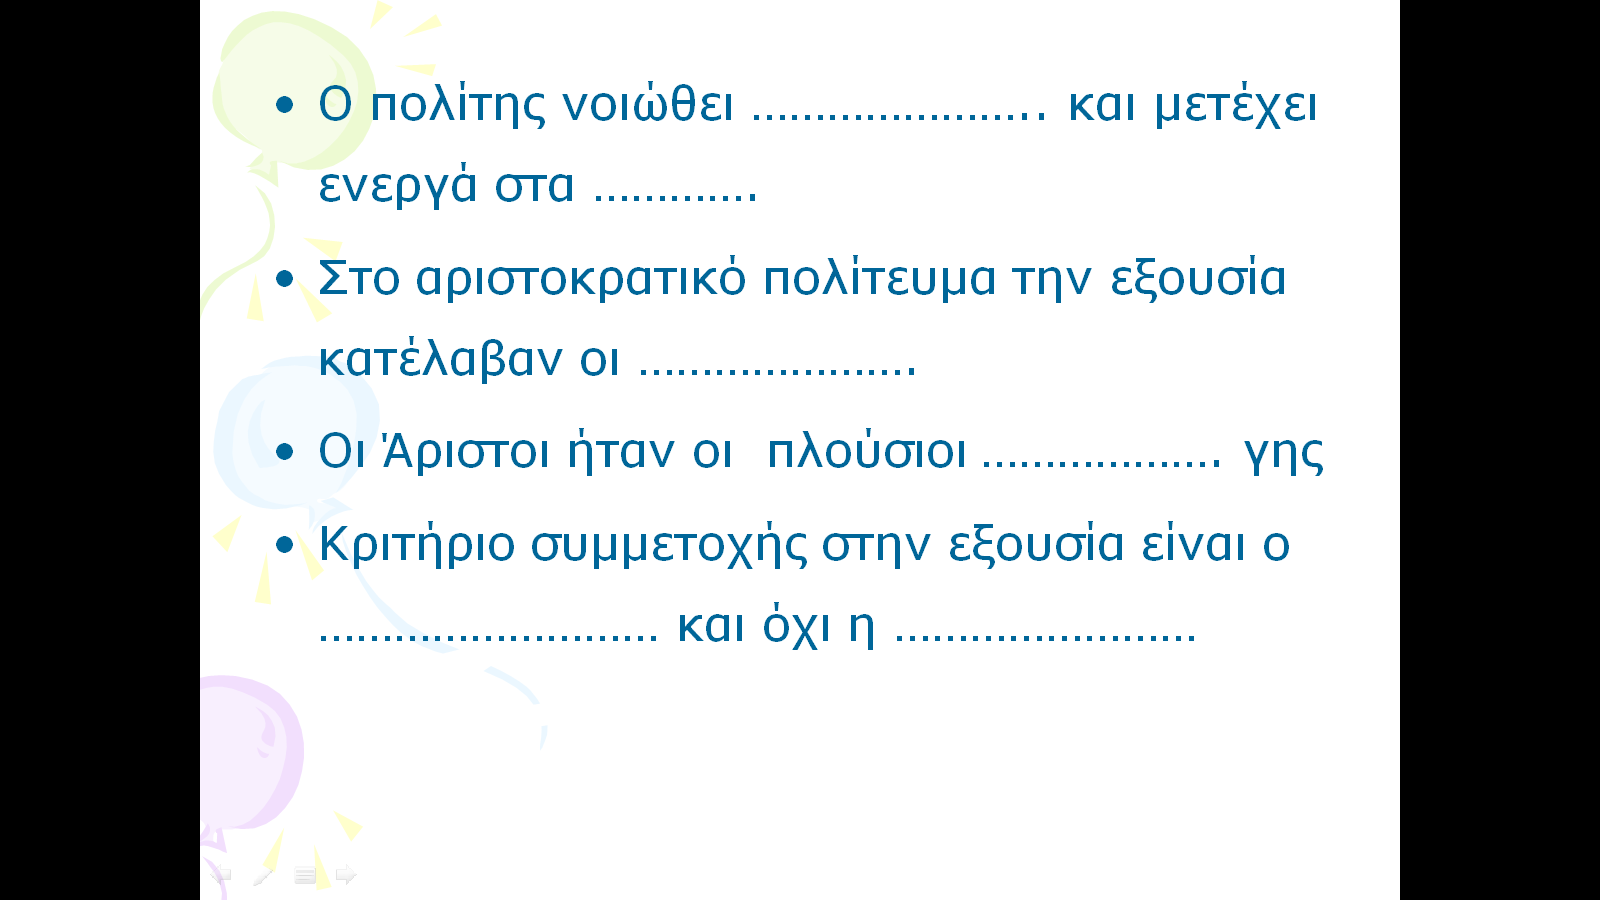 • Ο πολίτης νοιώθει ………………….. και μετέχει
ενεργά στα ………….
• Στο αριστοκρατικό πολίτευμα την εξουσία
κατέλαβαν οι ………………….
• Οι Άριστοι ήταν οι  πλούσιοι ………………. γης
• Κριτήριο συμμετοχής στην εξουσία είναι ο
……………………… και όχι η ……………………